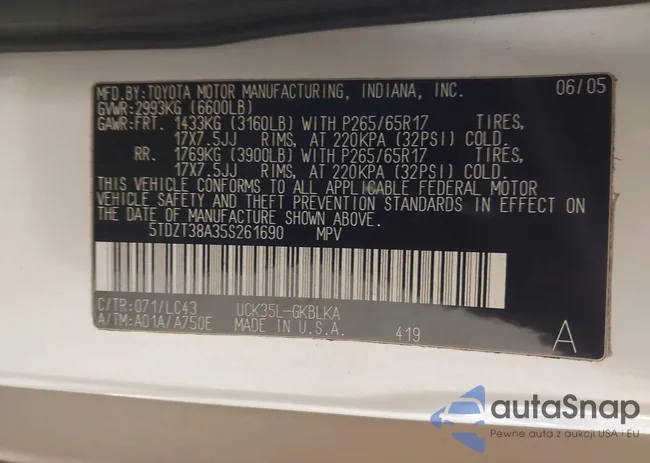 MFD.BY:TOYOTA MOTOR MANUFACTURING, INDIANA, INC. 06/05
GVWR:2993KG (6600LB)
GAWR:FRT. 1433KG (3160LB) WITH P265/65R17 TIRES,
17X7.5JJ RIMS, AT 220KPA (32PSI) COLD.
RR. 1769KG (3900LB) WITH P265/65R17 TIRES,
17X7.5JJ RIMS, AT 220KPA (32PSI) COLD.
THIS VEHICLE CONFORMS TO ALL APPLICABLE FEDERAL MOTOR
VEHICLE SAFETY AND THEFT PREVENTION STANDARDS IN EFFECT ON
THE DATE OF MANUFACTURE SHOWN ABOVE.
5TDZT38A35S261690 MPV
C/TR:071/LC43 UCK35L-GKBLKA
A/TM:A01A/A750E MADE IN U.S.A. 419 A
autaSnap
Pewne auta z aukcji USA i EU